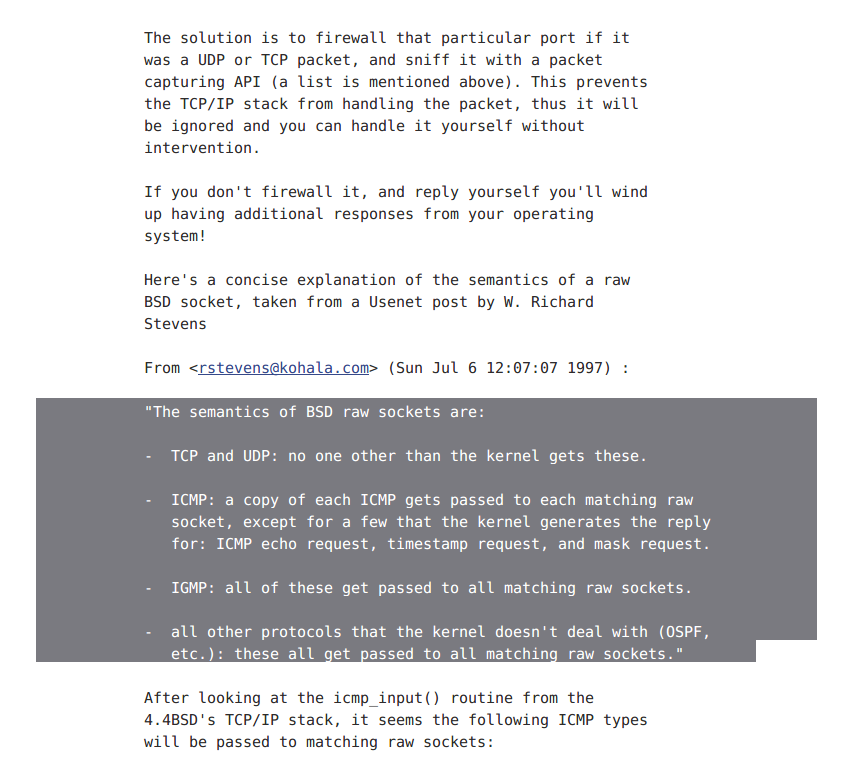 The solution is to firewall that particular port if it
was a UDP or TCP packet, and sniff it with a packet
capturing API (a list is mentioned above). This prevents
the TCP/IP stack from handling the packet, thus it will
be ignored and you can handle it yourself without
intervention.
If you don't firewall it, and reply yourself you'll wind
up having additional responses from your operating
system!
Here's a concise explanation of the semantics of a raw
BSD socket, taken from a Usenet post by W. Richard
Stevens
From <rstevens@kohala.com> (Sun Jul 6 12:07:07 1997) :
"The semantics of BSD raw sockets are:
- TCP and UDP: no one other than the kernel gets these.
- ICMP: a copy of each ICMP gets passed to each matching raw
socket, except for a few that the kernel generates the reply
for: ICMP echo request, timestamp request, and mask request.
- IGMP: all of these get passed to all matching raw sockets.
- all other protocols that the kernel doesn't deal with (OSPF,
etc.): these all get passed to all matching raw sockets."
After looking at the icmp_input() routine from the
4.4BSD's TCP/IP stack, it seems the following ICMP types
will be passed to matching raw sockets: